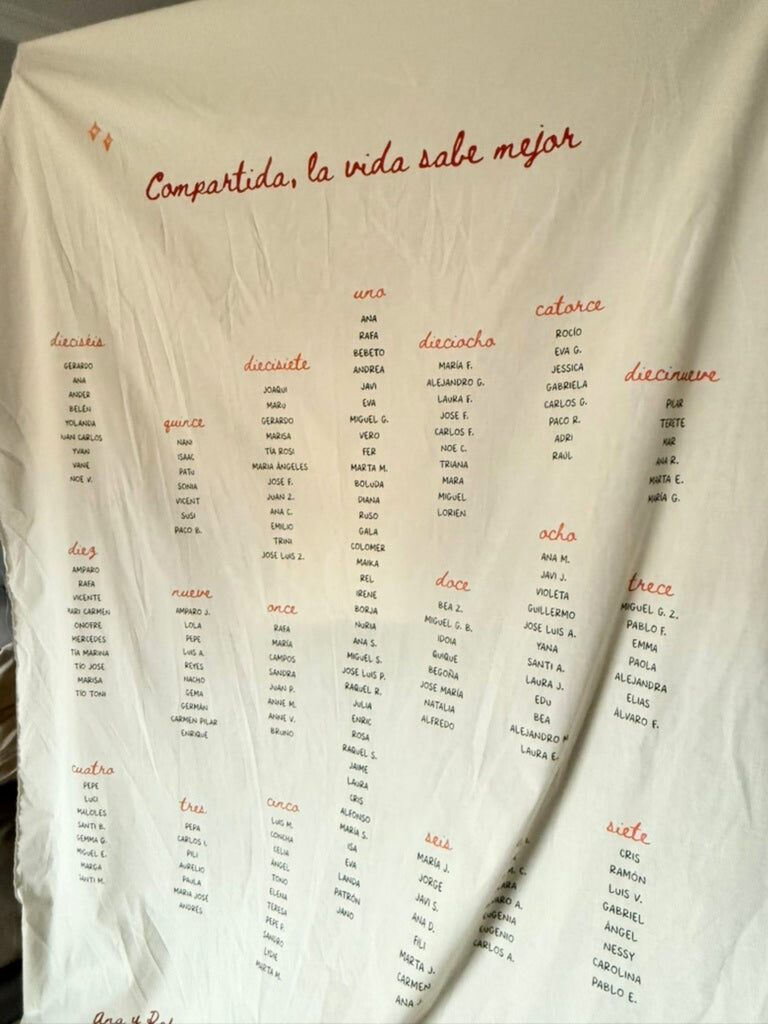 Compartida, la vida sabe mejor
dieciséis
GERARDO
ANA
ANDER
BELÉN
YOLANDA
JUAN CARLOS
YVAN
VANE
NOE V.
quince
NANI
ISAAC
PATU
SONIA
VICENT
SUSI
PACO B.
diecisiete
JOAQUI
MARU
GERARDO
MARISA
TÍA ROSI
MARIA ÁNGELES
JOSE F.
JUAN Z.
ANA C.
EMILIO
TRINI
JOSE LUIS Z.
uno
ANA
RAFA
BEBETO
ANDREA
JAVI
EVA
MIGUEL G.
VERO
FER
MARTA M.
BOLUDA
DIANA
RUSO
GALA
COLOMER
MAIKA
REL
IRENE
BORJA
NURIA
ANA S.
MIGUEL S.
JOSE LUIS P.
RAQUEL R.
JULIA
ENRIC
ROSA
RAQUEL S.
JAIME
LAURA
CRIS
ALFONSO
MARIA S.
ISA
EVA
LANDA
PATRÓN
JANO
dieciocho
MARÍA F.
ALEJANDRO G.
LAURA F.
JOSE F.
CARLOS F.
NOE C.
TRIANA
MARA
MIGUEL
LORIEN
catorce
ROCÍO
EVA G.
JESSICA
GABRIELA
CARLOS G.
PACO R.
ADRI
RAÚL
diecinueve
PILAR
TERETE
MAR
ANA R.
MARTA E.
MARÍA G.
diez
AMPARO
RAFA
VICENTE
MARI CARMEN
ONOFRE
MERCEDES
TÍA MARINA
TÍO JOSE
MARISA
TÍO TONI
nueve
AMPARO J.
LOLA
PEPE
LUIS A.
REYES
NACHO
GEMA
GERMÁN
CARMEN PILAR
ENRIQUE
once
RAFA
MARÍA
CAMPOS
SANDRA
JUAN P.
ANNE M.
ANNE V.
BRUNO
doce
BEA Z.
MIGUEL G. B.
IDOIA
QUIQUE
BEGOÑA
JOSE MARÍA
NATALIA
ALFREDO
ocho
ANA M.
JAVI J.
VIOLETA
GUILLERMO
JOSE LUIS A.
YANA
SANTI A.
LAURA J.
EDU
BEA
ALEJANDRO M
LAURA E.
trece
MIGUEL G. Z.
PABLO F.
EMMA
PAOLA
ALEJANDRA
ELIAS
ÁLVARO F.
cuatro
PEPE
LUCI
MALOLES
SANTI B.
GEMMA G.
MIGUEL E.
MARGA
SANTI M.
tres
PEPA
CARLOS I.
PILI
AURELIO
PAULA
MARIA JOSE
ANDRÉS
cinco
LUIS M.
CONCHA
CELIA
ÁNGEL
TONO
ELENA
TERESA
PEPE P.
SANDRO
LYDIE
MARTA M.
seis
MARÍA J.
JORGE
JAVI S.
ANA D.
FILI
MARTA J.
CARMEN
ANA J
EUGENIA
EUGENIO
CARLOS A.
siete
CRIS
RAMÓN
LUIS V.
GABRIEL
ÁNGEL
NESSY
CAROLINA
PABLO E.
Ana y